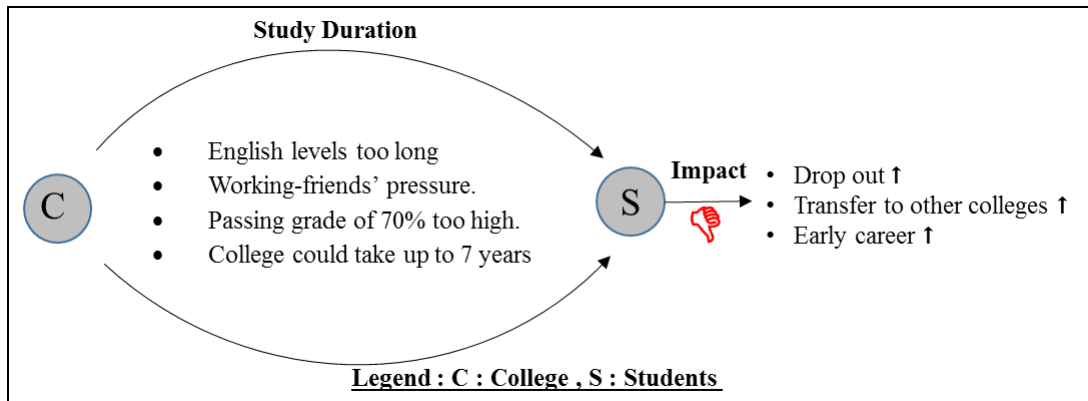 Study Duration
• English levels too long
• Working-friends’ pressure.
• Passing grade of 70% too high.
• College could take up to 7 years
C
S
Impact
• Drop out ↑
• Transfer to other colleges ↑
• Early career ↑
Legend : C : College , S : Students